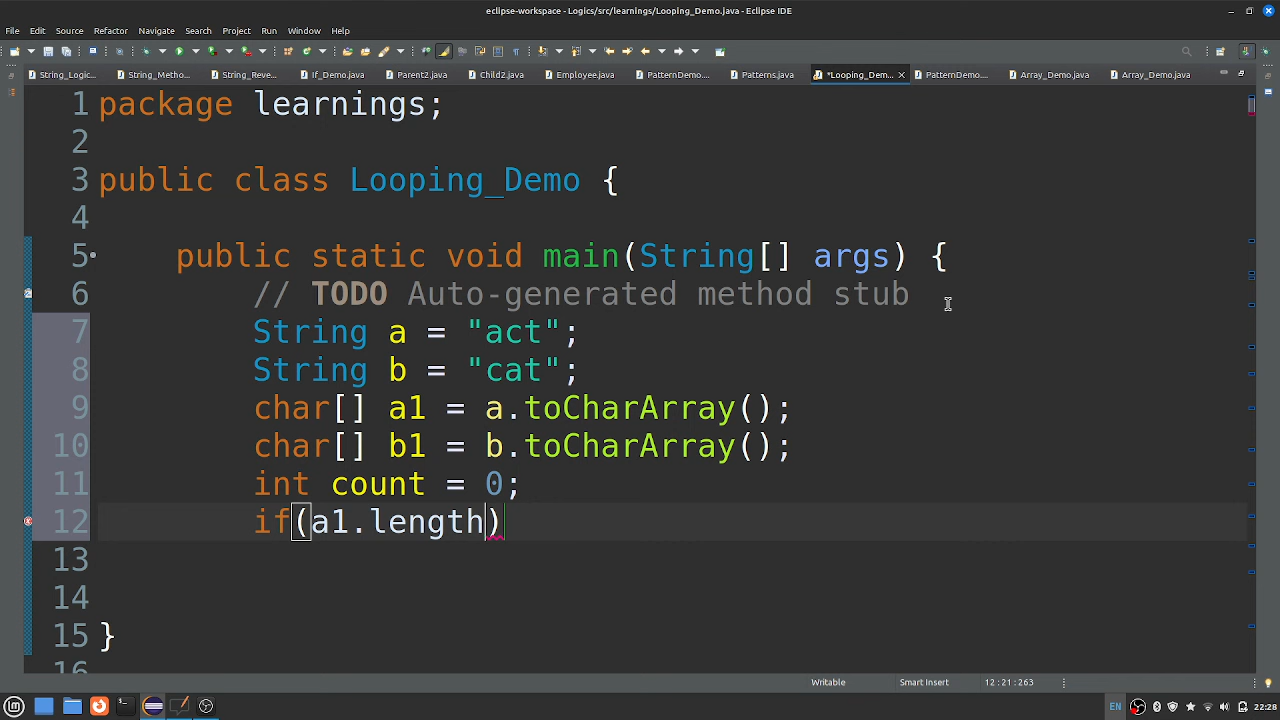 eclipse-workspace - Logics/src/learnings/Looping_Demo.java - Eclipse IDE
File Edit Source Refactor Navigate Search Project Run Window Help
String_Logic... String_Metho... String_Reve... If_Demo.java Parent2.java Child2.java Employee.java PatternDemo... Patterns.java *Looping_Dem... PatternDemo.... Array_Demo.java Array_Demo.java
1 package learnings;
2
3 public class Looping_Demo {
4
5 public static void main(String[] args) {
6 // TODO Auto-generated method stub
7 String a = "act";
8 String b = "cat";
9 char[] a1 = a.toCharArray();
10 char[] b1 = b.toCharArray();
11 int count = 0;
12 if(a1.length)
13
14
15 }
16
Writable Smart Insert 12:21:263
EN 22:28